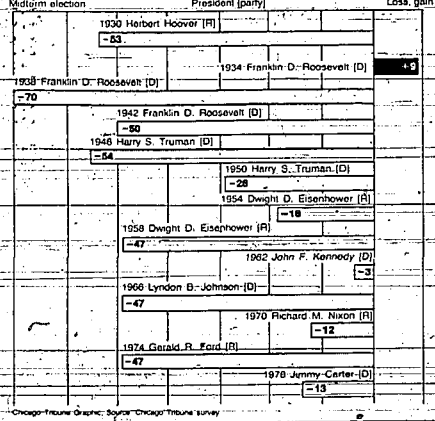 Midterm election President [party] Loss, gain
1930 Herbert Hoover [R]
-53
1934 Franklin D. Roosevelt [D]
+9
1938 Franklin D. Roosevelt [D]
-70
1942 Franklin D. Roosevelt [D]
-50
1946 Harry S. Truman [D]
-54
1950 Harry S. Truman [D]
-28
1954 Dwight D. Eisenhower [R]
-18
1958 Dwight D. Eisenhower [R]
-47
1962 John F. Kennedy [D]
-3
1966 Lyndon B. Johnson [D]
-47
1970 Richard M. Nixon [R]
-12
1974 Gerald R. Ford [R]
-47
1978 Jimmy Carter [D]
-13
Chicago Tribune Graphic; Source: Chicago Tribune survey